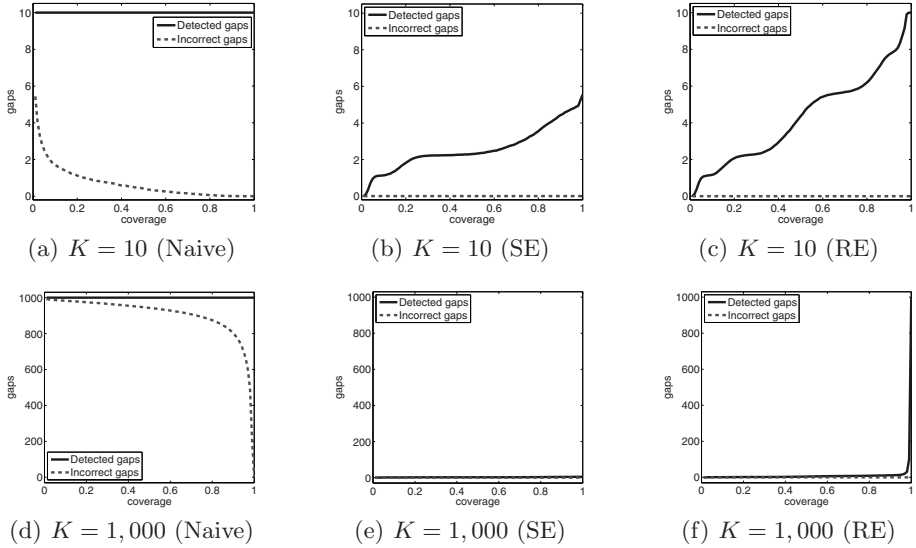 Detected gaps
Incorrect gaps
10
8
6
4
2
0
gaps
0 0.2 0.4 0.6 0.8 1
coverage
(a) K = 10 (Naive)
Detected gaps
Incorrect gaps
10
8
6
4
2
0
gaps
0 0.2 0.4 0.6 0.8 1
coverage
(b) K = 10 (SE)
Detected gaps
Incorrect gaps
10
8
6
4
2
0
gaps
0 0.2 0.4 0.6 0.8 1
coverage
(c) K = 10 (RE)
1000
800
600
400
200
0
gaps
Detected gaps
Incorrect gaps
0.2 0.4 0.6 0.8 1
coverage
(d) K = 1, 000 (Naive)
Detected gaps
Incorrect gaps
1000
800
600
400
200
0
gaps
0.2 0.4 0.6 0.8 1
coverage
(e) K = 1, 000 (SE)
Detected gaps
Incorrect gaps
1000
800
600
400
200
0
gaps
0.2 0.4 0.6 0.8 1
coverage
(f) K = 1, 000 (RE)